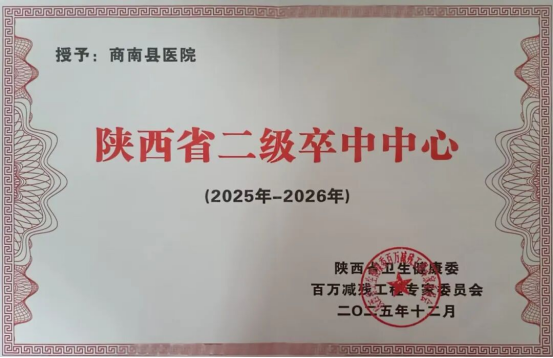 授予：商南县医院
陕西省二级卒中中心
(2025年-2026年)
陕西省卫生健康委
百万减残工程专家委员会
二〇二五年十二月